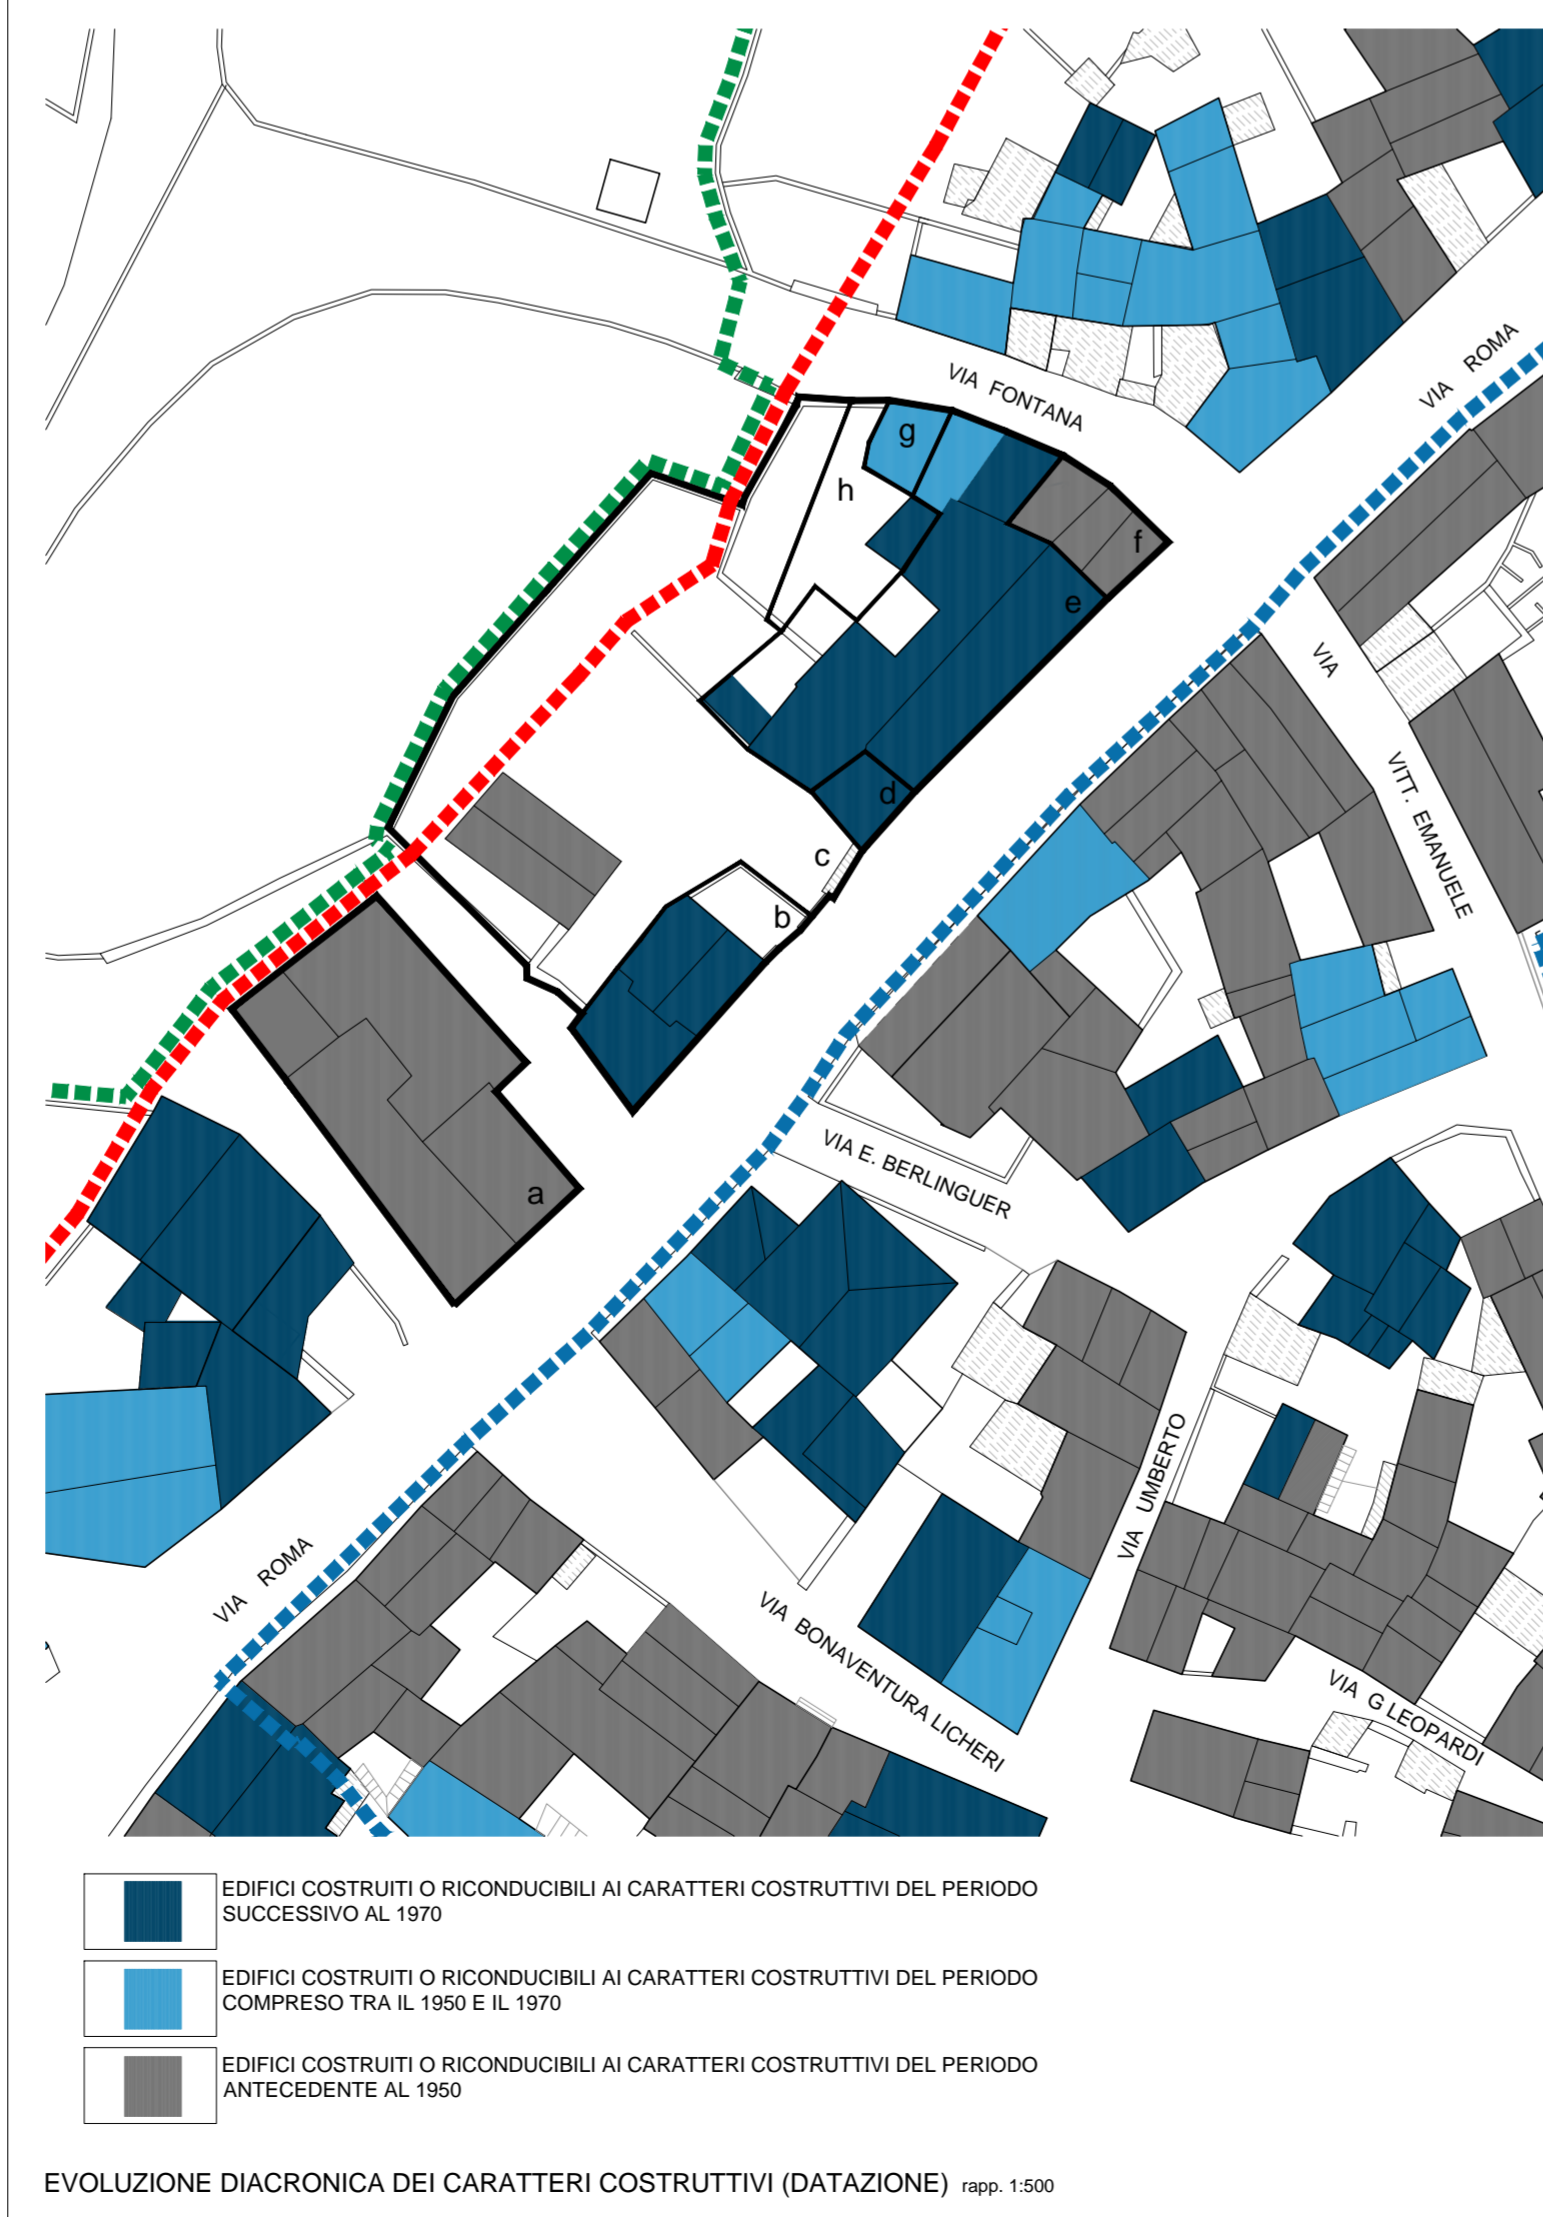 VIA FONTANA
VIA ROMA
g
h
f
e
VIA
VITT. EMANUELE
d
c
b
a
VIA E. BERLINGUER
VIA UMBERTO
VIA ROMA
VIA BONAVENTURA LICHERI
VIA G LEOPARDI
EDIFICI COSTRUITI O RICONDUCIBILI AI CARATTERI COSTRUTTIVI DEL PERIODO
SUCCESSIVO AL 1970
EDIFICI COSTRUITI O RICONDUCIBILI AI CARATTERI COSTRUTTIVI DEL PERIODO
COMPRESO TRA IL 1950 E IL 1970
EDIFICI COSTRUITI O RICONDUCIBILI AI CARATTERI COSTRUTTIVI DEL PERIODO
ANTECEDENTE AL 1950
EVOLUZIONE DIACRONICA DEI CARATTERI COSTRUTTIVI (DATAZIONE) rapp. 1:500